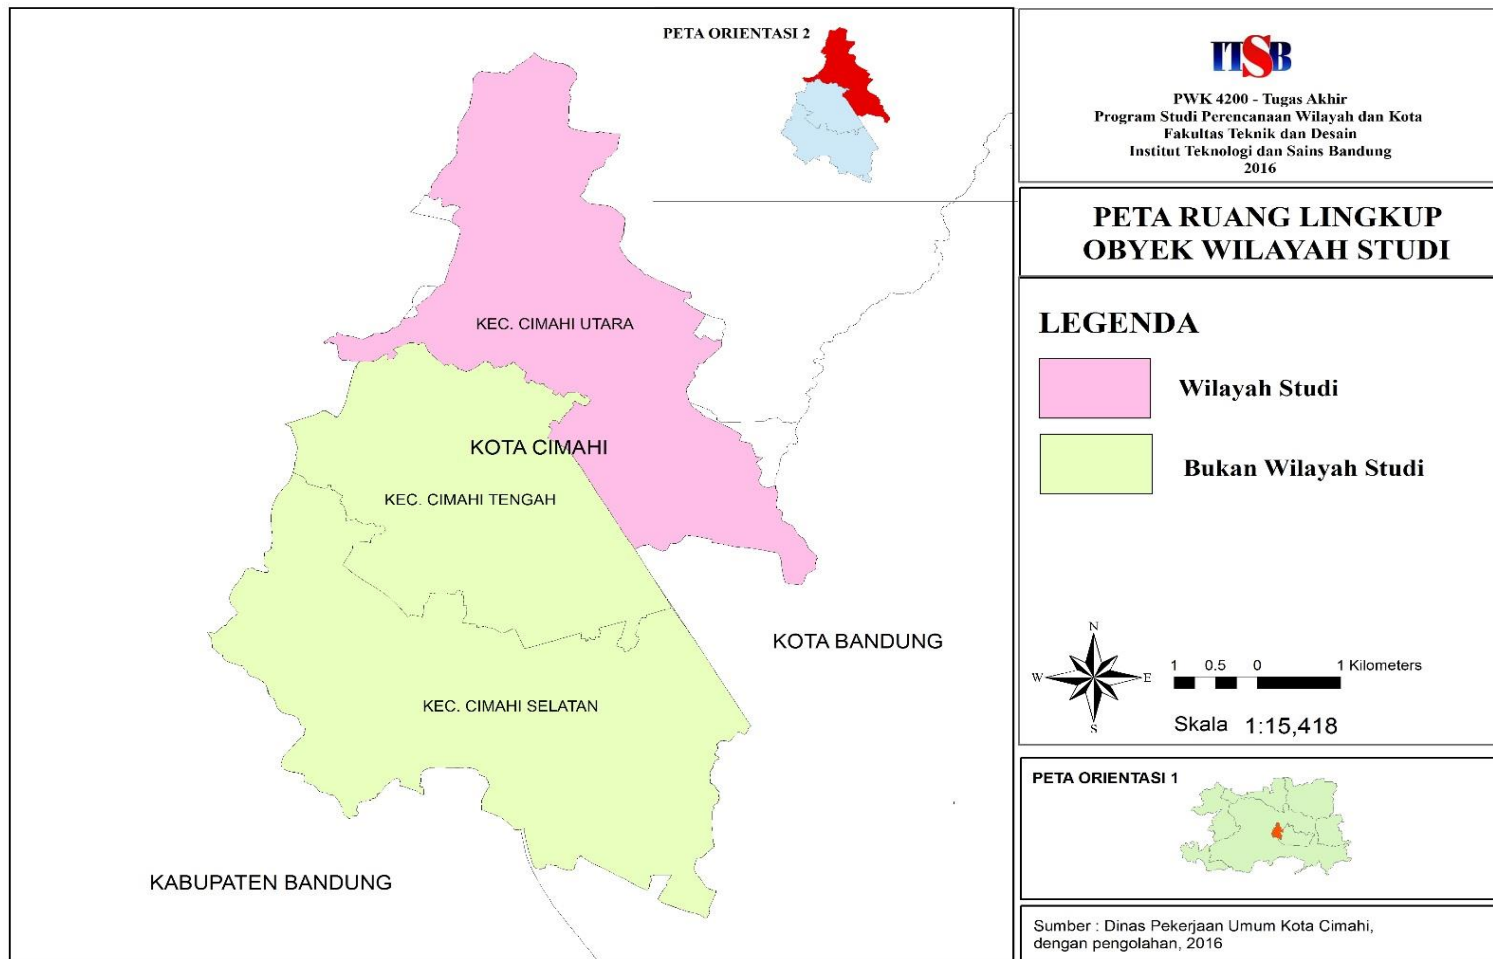 PETA ORIENTASI 2
KEC. CIMAHI UTARA
KOTA CIMAHI
KEC. CIMAHI TENGAH
KOTA BANDUNG
KEC. CIMAHI SELATAN
KABUPATEN BANDUNG
ITSB
PWK 4200 - Tugas Akhir
Program Studi Perencanaan Wilayah dan Kota
Fakultas Teknik dan Desain
Institut Teknologi dan Sains Bandung
2016
PETA RUANG LINGKUP
OBYEK WILAYAH STUDI
LEGENDA
Wilayah Studi
Bukan Wilayah Studi
N
W E
S
1 0.5 0 1 Kilometers
Skala 1:15,418
PETA ORIENTASI 1
Sumber : Dinas Pekerjaan Umum Kota Cimahi,
dengan pengolahan, 2016